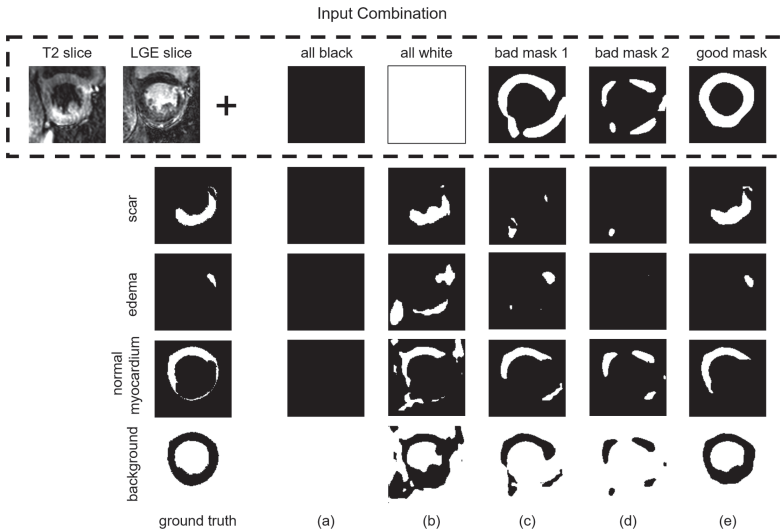 Input Combination
T2 slice LGE slice all black all white bad mask 1 bad mask 2 good mask
+
scar
edema
normal
myocardium
background
ground truth (a) (b) (c) (d) (e)